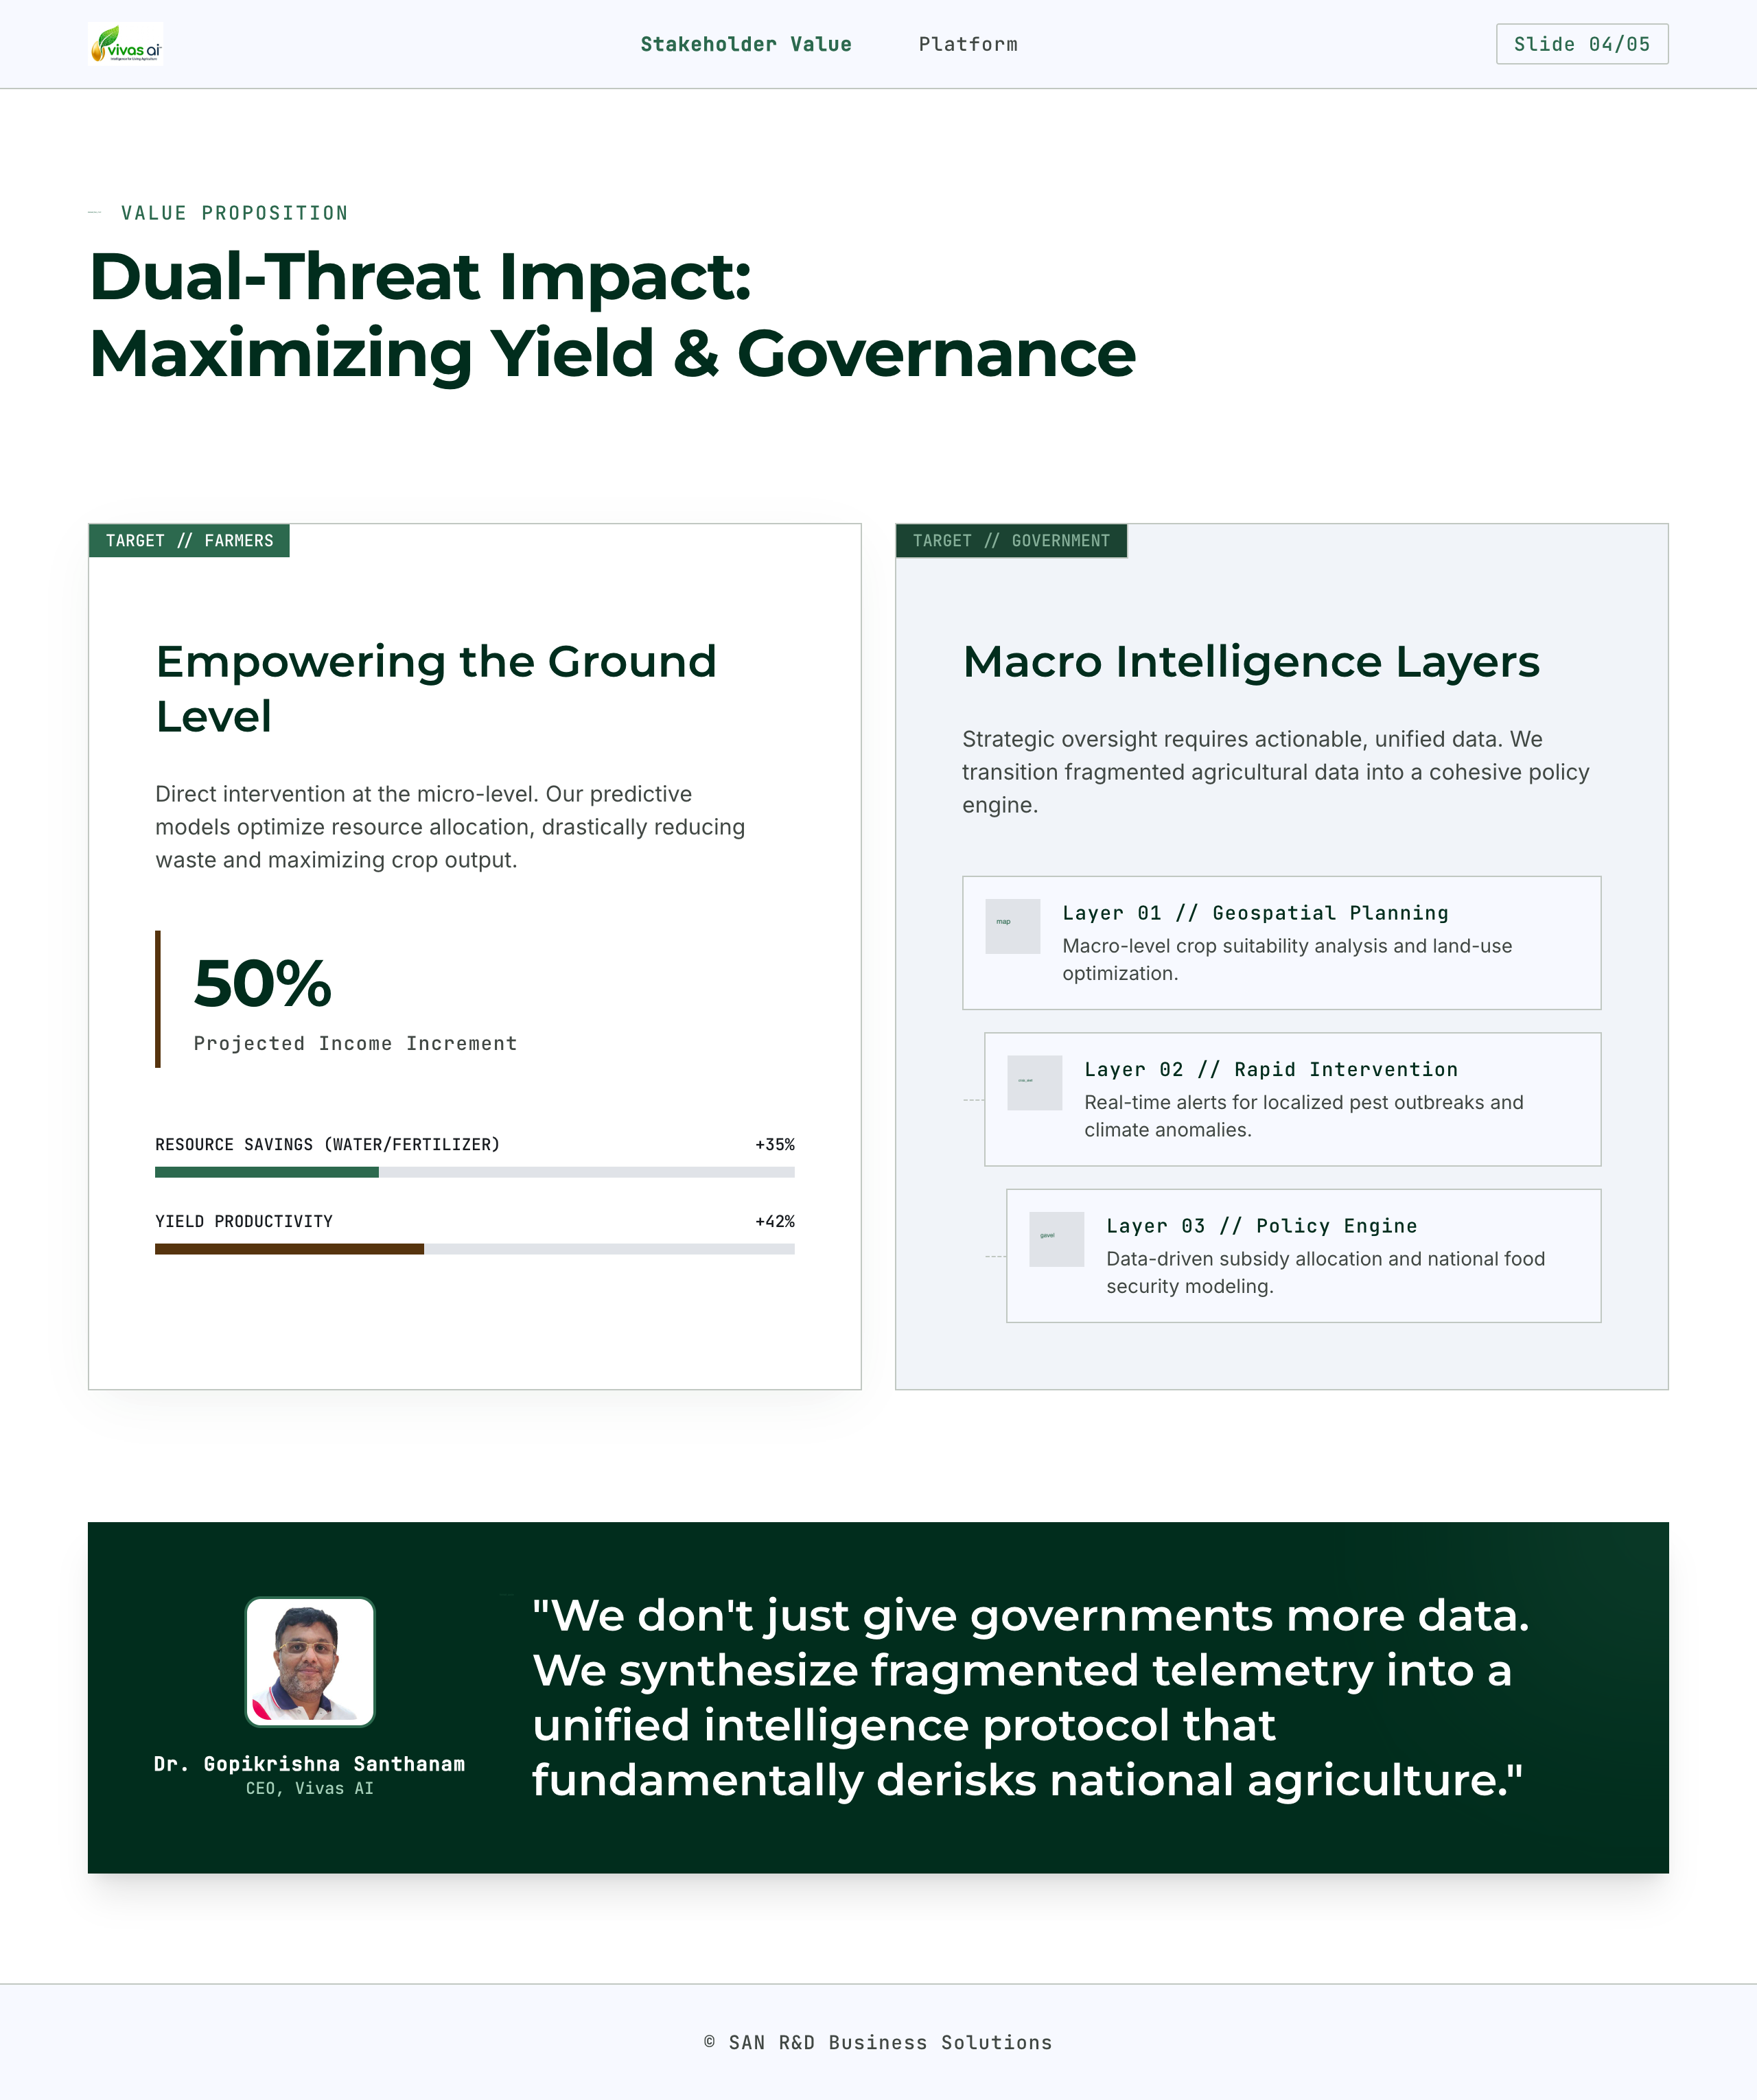 vivas ai
Stakeholder Value
Platform
Slide 04/05
VALUE PROPOSITION
Dual-Threat Impact:
Maximizing Yield & Governance
TARGET // FARMERS
Empowering the Ground
Level
Direct intervention at the micro-level. Our predictive
models optimize resource allocation, drastically reducing
waste and maximizing crop output.
50%
Projected Income Increment
RESOURCE SAVINGS (WATER/FERTILIZER) +35%
YIELD PRODUCTIVITY +42%
TARGET // GOVERNMENT
Macro Intelligence Layers
Strategic oversight requires actionable, unified data. We
transition fragmented agricultural data into a cohesive policy
engine.
map
Layer 01 // Geospatial Planning
Macro-level crop suitability analysis and land-use
optimization.
Layer 02 // Rapid Intervention
Real-time alerts for localized pest outbreaks and
climate anomalies.
gavel
Layer 03 // Policy Engine
Data-driven subsidy allocation and national food
security modeling.
Dr. Gopikrishna Santhanam
CEO, Vivas AI
"We don't just give governments more data.
We synthesize fragmented telemetry into a
unified intelligence protocol that
fundamentally derisks national agriculture."
© SAN R&D Business Solutions